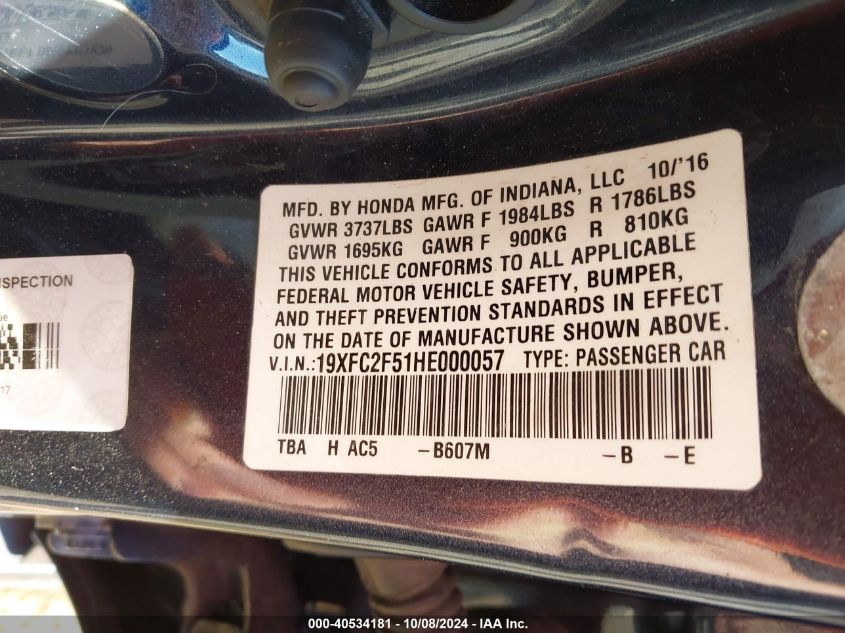 MFD. BY HONDA MFG. OF INDIANA, LLC 10/'16
GVWR 3737LBS GAWR F 1984LBS R 1786LBS
GVWR 1695KG GAWR F 900KG R 810KG
THIS VEHICLE CONFORMS TO ALL APPLICABLE
FEDERAL MOTOR VEHICLE SAFETY, BUMPER,
AND THEFT PREVENTION STANDARDS IN EFFECT
ON THE DATE OF MANUFACTURE SHOWN ABOVE.
V.I.N.:19XFC2F51HE000057 TYPE: PASSENGER CAR
TBA H AC5 -B607M -B -E
INSPECTION
17
000-40534181 - 10/08/2024 - IAA Inc.